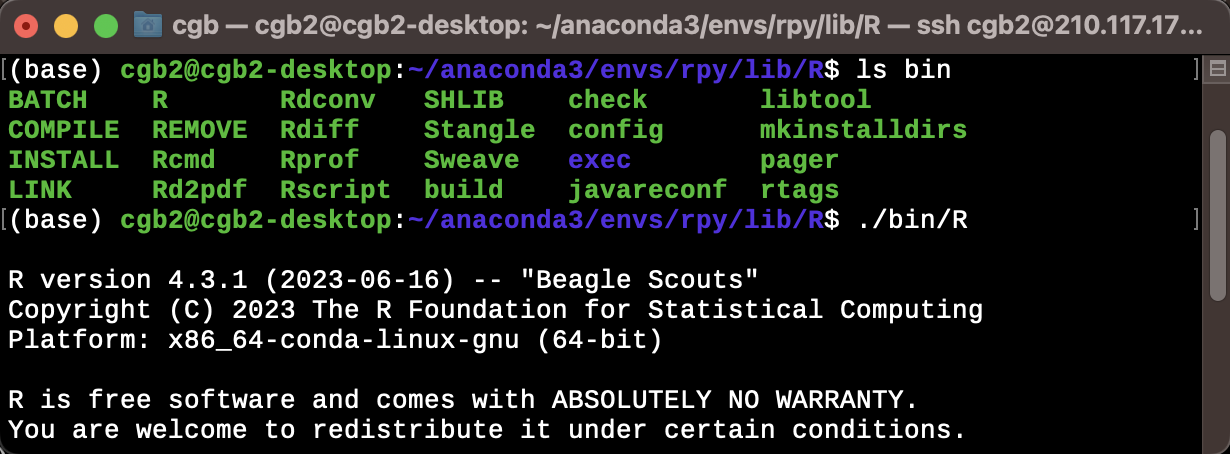 cgb — cgb2@cgb2-desktop: ~/anaconda3/envs/rpy/lib/R — ssh cgb2@210.117.17...
[(base) cgb2@cgb2-desktop:~/anaconda3/envs/rpy/lib/R$ ls bin ]
BATCH R Rdconv SHLIB check libtool
COMPILE REMOVE Rdiff Stangle config mkinstalldirs
INSTALL Rcmd Rprof Sweave exec pager
LINK Rd2pdf Rscript build javareconf rtags
[(base) cgb2@cgb2-desktop:~/anaconda3/envs/rpy/lib/R$ ./bin/R ]
R version 4.3.1 (2023-06-16) -- "Beagle Scouts"
Copyright (C) 2023 The R Foundation for Statistical Computing
Platform: x86_64-conda-linux-gnu (64-bit)
R is free software and comes with ABSOLUTELY NO WARRANTY.
You are welcome to redistribute it under certain conditions.